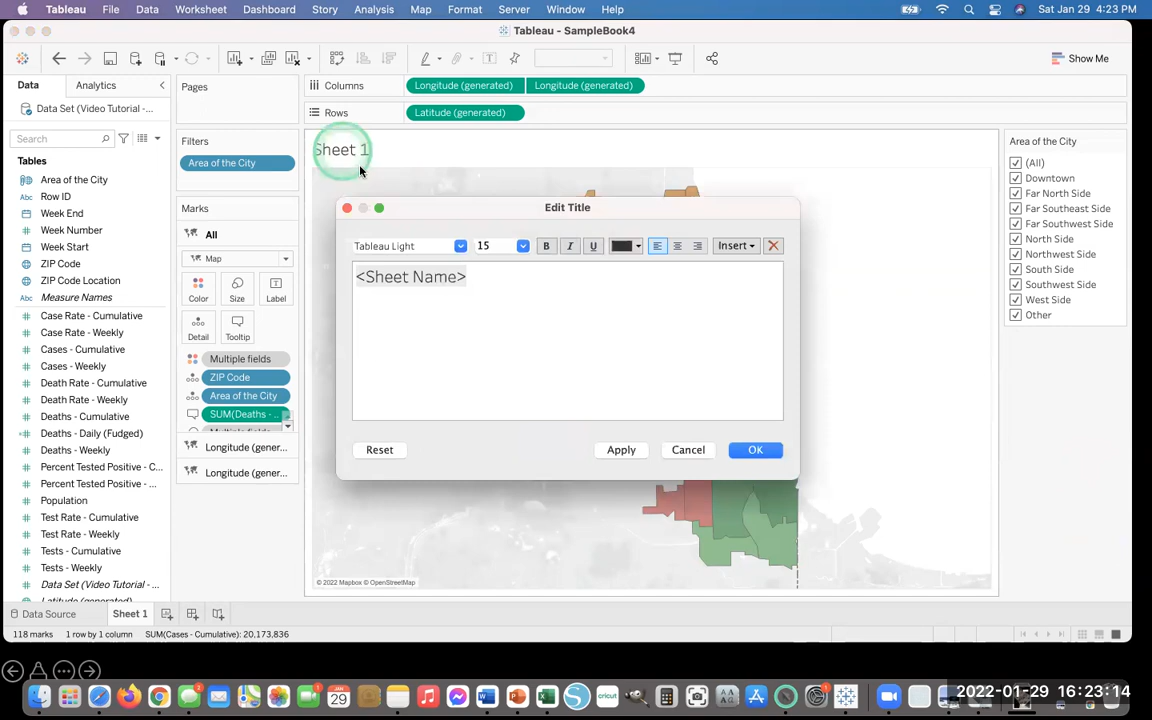 Tableau File Data Worksheet Dashboard Story Analysis Map Format Server Window Help Sat Jan 29 4:23 PM
Tableau - SampleBook4
Show Me
Data Analytics
Data Set (Video Tutorial -...
Search
Tables
Area of the City
Abc Row ID
Week End
Week Number
Week Start
ZIP Code
ZIP Code Location
Abc Measure Names
Case Rate - Cumulative
Case Rate - Weekly
Cases - Cumulative
Cases - Weekly
Death Rate - Cumulative
Death Rate - Weekly
Deaths - Cumulative
Deaths - Daily (Fudged)
Deaths - Weekly
Percent Tested Positive - C...
Percent Tested Positive - ...
Population
Test Rate - Cumulative
Test Rate - Weekly
Tests - Cumulative
Tests - Weekly
Data Set (Video Tutorial - ...
Latitude (generated)
Pages
Filters
Area of the City
Marks
All
Map
Color Size Label
Detail Tooltip
Multiple fields
ZIP Code
Area of the City
SUM(Deaths - ..
Multiple fields
Longitude (gener...
Longitude (gener...
Columns Longitude (generated) Longitude (generated)
Rows Latitude (generated)
Sheet 1
Edit Title
Tableau Light 15 B I U Insert
<Sheet Name>
Reset Apply Cancel OK
© 2022 Mapbox © OpenStreetMap
Area of the City
(All)
Downtown
Far North Side
Far Southeast Side
Far Southwest Side
North Side
Northwest Side
South Side
Southwest Side
West Side
Other
Data Source Sheet 1
118 marks 1 row by 1 column SUM(Cases - Cumulative): 20,173,836
JAN
29
cricut
2022-01-29 16:23:14